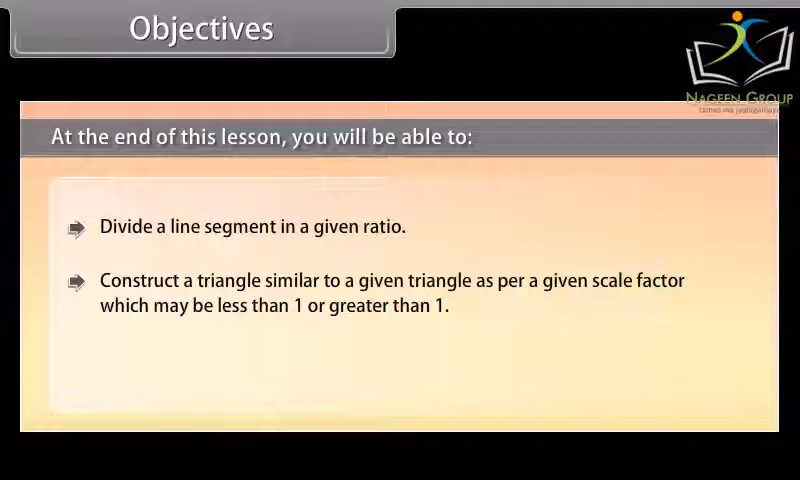 Objectives
NAGEEN GROUP
At the end of this lesson, you will be able to:
Divide a line segment in a given ratio.
Construct a triangle similar to a given triangle as per a given scale factor
which may be less than 1 or greater than 1.